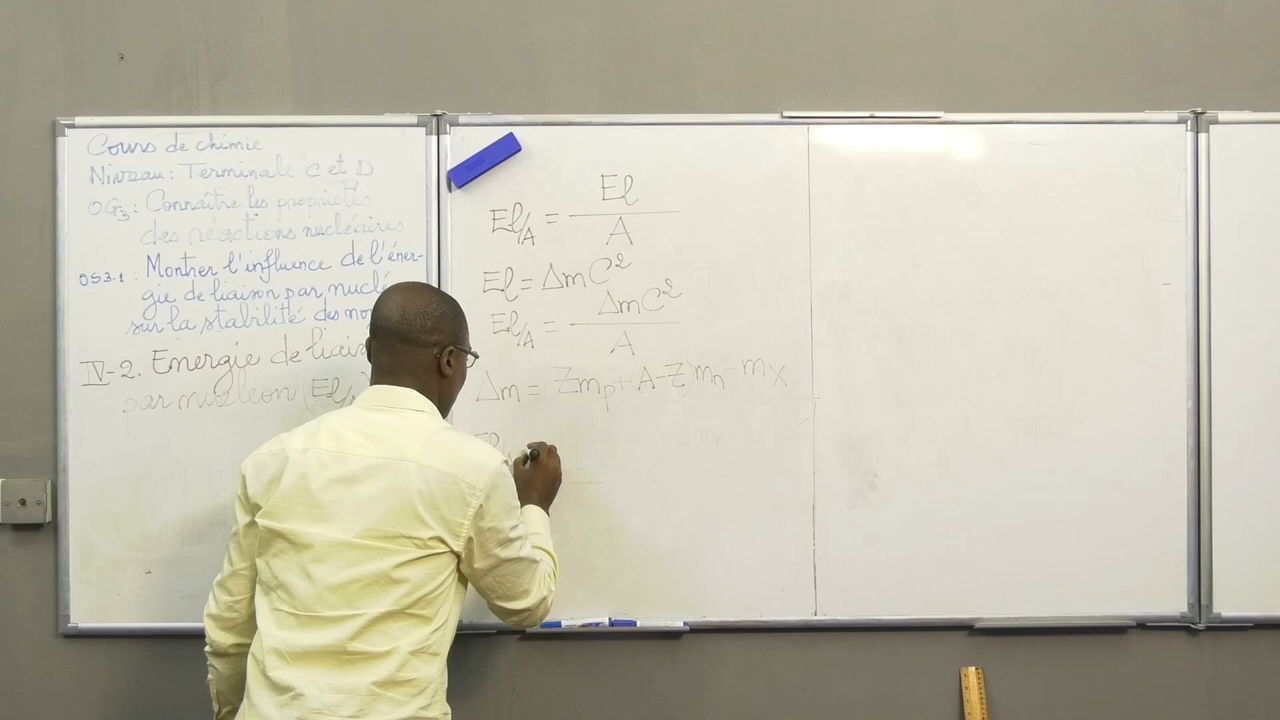 Cours de chimie
Niveau : Terminale C et D
OG3 : Connaître les propriétés
des réactions nucléaires
OS3.1 : Montrer l'influence de l'éner-
gie de liaison par nuclé
sur la stabilité des no
IV-2. Energie de liais
par nucléon (El/A
El/A = El / A
El = ΔmC²
El/A = ΔmC² / A
Δm = Zmp + (A-Z)mn - mX
El